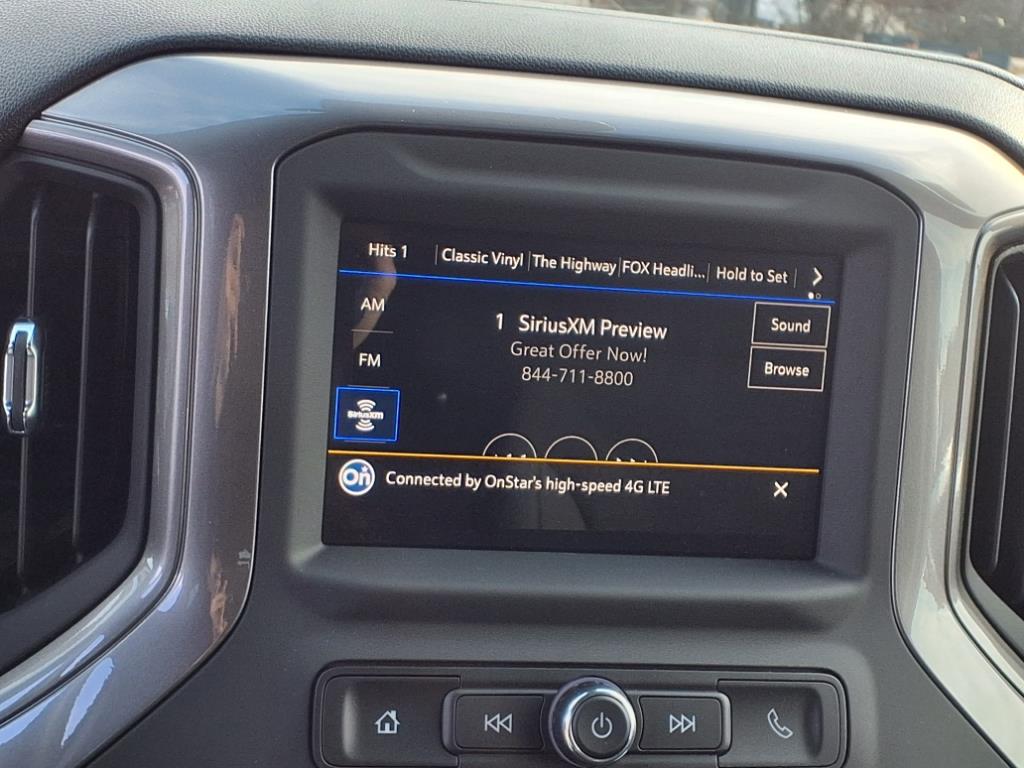 Hits 1 Classic Vinyl The Highway FOX Headli... Hold to Set
AM
1 SiriusXM Preview
Sound
Great Offer Now!
FM
844-711-8800
Browse
SiriusXM
On Connected by OnStar's high-speed 4G LTE